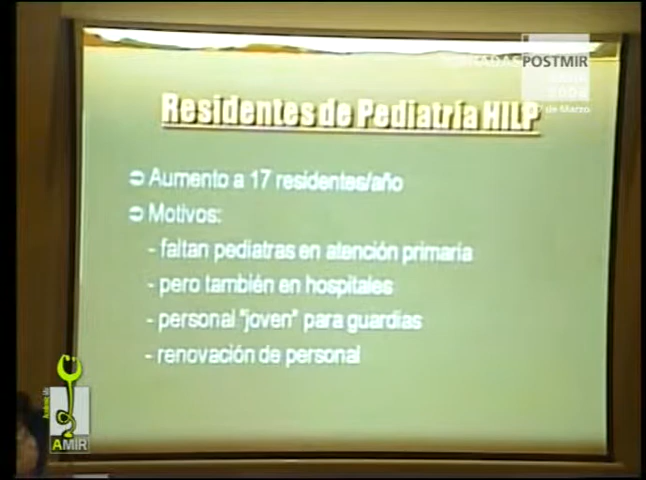 JORNADAS POSTMIR
Residentes de Pediatría HILP
Aumento a 17 residentes/año
Motivos:
- faltan pediatras en atención primaria
- pero también en hospitales
- personal "joven" para guardias
- renovación de personal
de Marzo
AMIR